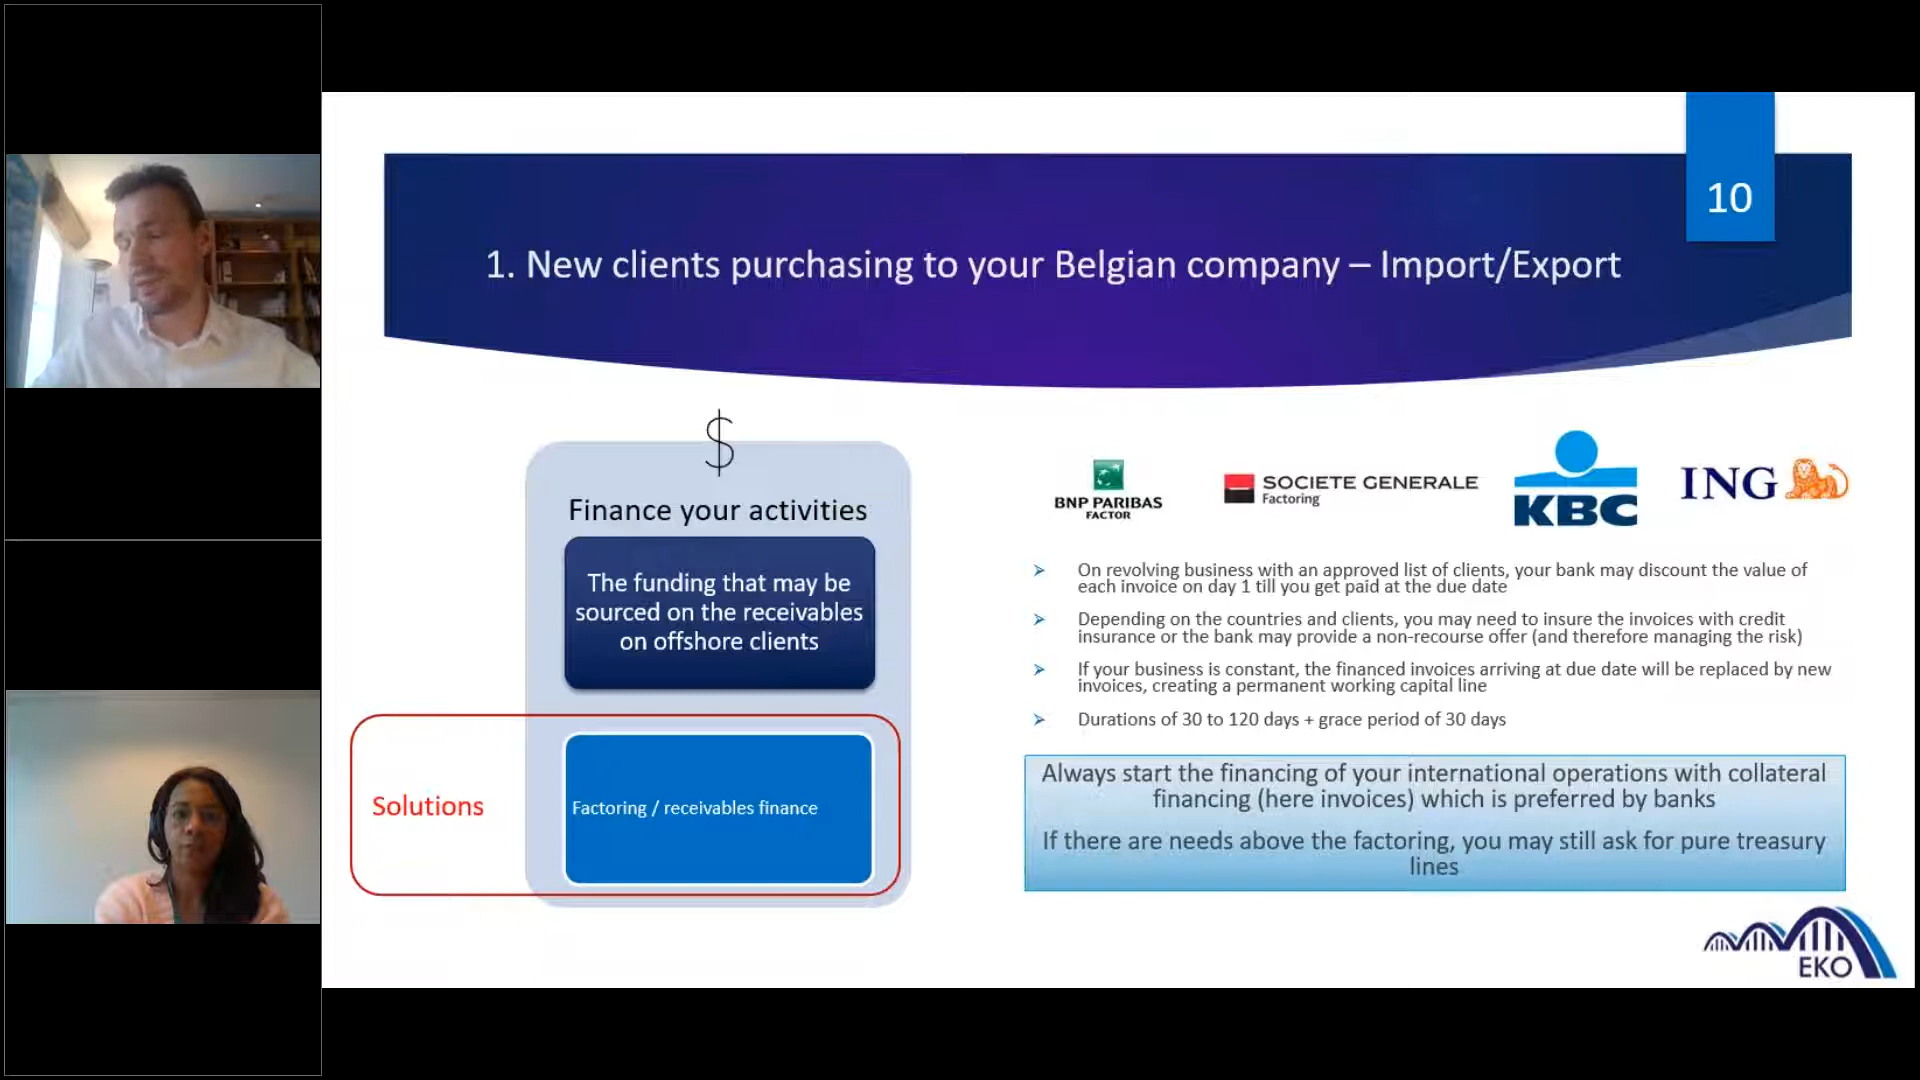 10
1. New clients purchasing to your Belgian company – Import/Export
$
Finance your activities
The funding that may be
sourced on the receivables
on offshore clients
Solutions
Factoring / receivables finance
BNP PARIBAS
FACTOR
SOCIETE GENERALE
Factoring
KBC
ING
On revolving business with an approved list of clients, your bank may discount the value of
each invoice on day 1 till you get paid at the due date
Depending on the countries and clients, you may need to insure the invoices with credit
insurance or the bank may provide a non-recourse offer (and therefore managing the risk)
If your business is constant, the financed invoices arriving at due date will be replaced by new
invoices, creating a permanent working capital line
Durations of 30 to 120 days + grace period of 30 days
Always start the financing of your international operations with collateral
financing (here invoices) which is preferred by banks
If there are needs above the factoring, you may still ask for pure treasury
lines
EKO